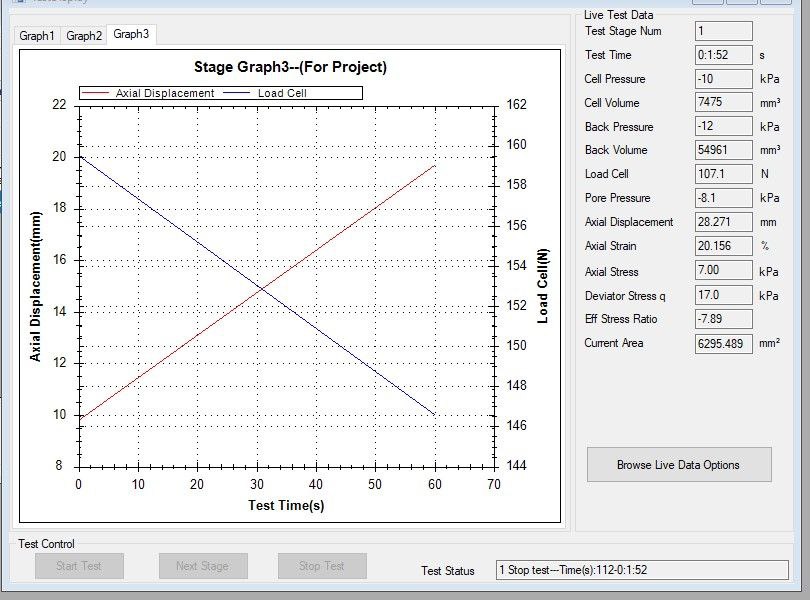 Graph1 Graph2 Graph3
Stage Graph3--(For Project)
Axial Displacement Load Cell
22
20
18
16
14
12
10
8
Axial Displacement(mm)
162
160
158
156
154
152
150
148
146
144
Load Cell(N)
0 10 20 30 40 50 60 70
Test Time(s)
Live Test Data
Test Stage Num 1
Test Time 0:1:52 s
Cell Pressure -10 kPa
Cell Volume 7475 mm³
Back Pressure -12 kPa
Back Volume 54961 mm³
Load Cell 107.1 N
Pore Pressure -8.1 kPa
Axial Displacement 28.271 mm
Axial Strain 20.156 %
Axial Stress 7.00 kPa
Deviator Stress q 17.0 kPa
Eff Stress Ratio -7.89
Current Area 6295.489 mm²
Browse Live Data Options
Test Control
Start Test Next Stage Stop Test
Test Status 1 Stop test---Time(s):112-0:1:52